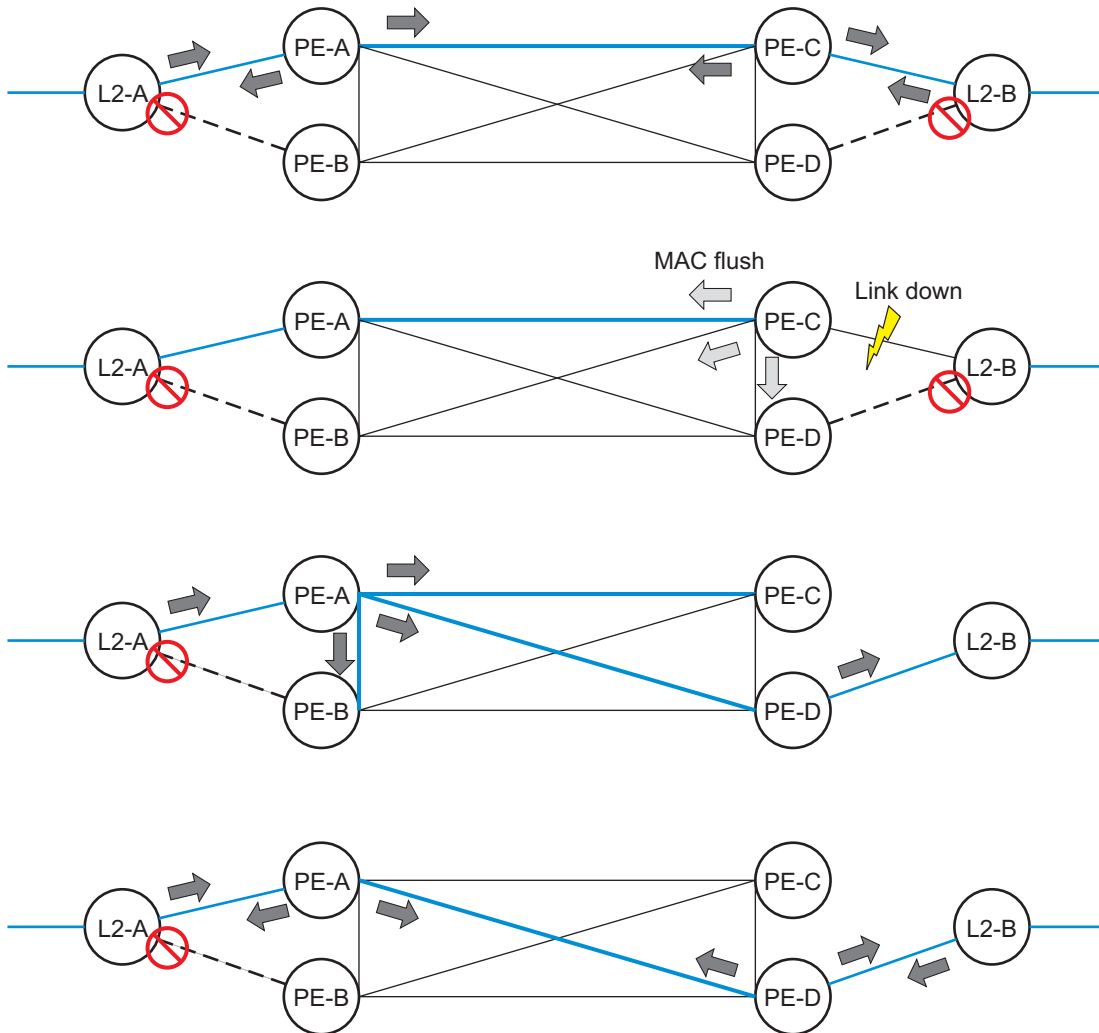 PE-A
PE-C
L2-A
L2-B
PE-B
PE-D
MAC flush
Link down
PE-A
PE-C
L2-A
L2-B
PE-B
PE-D
PE-A
PE-C
L2-A
L2-B
PE-B
PE-D
PE-A
PE-C
L2-A
L2-B
PE-B
PE-D